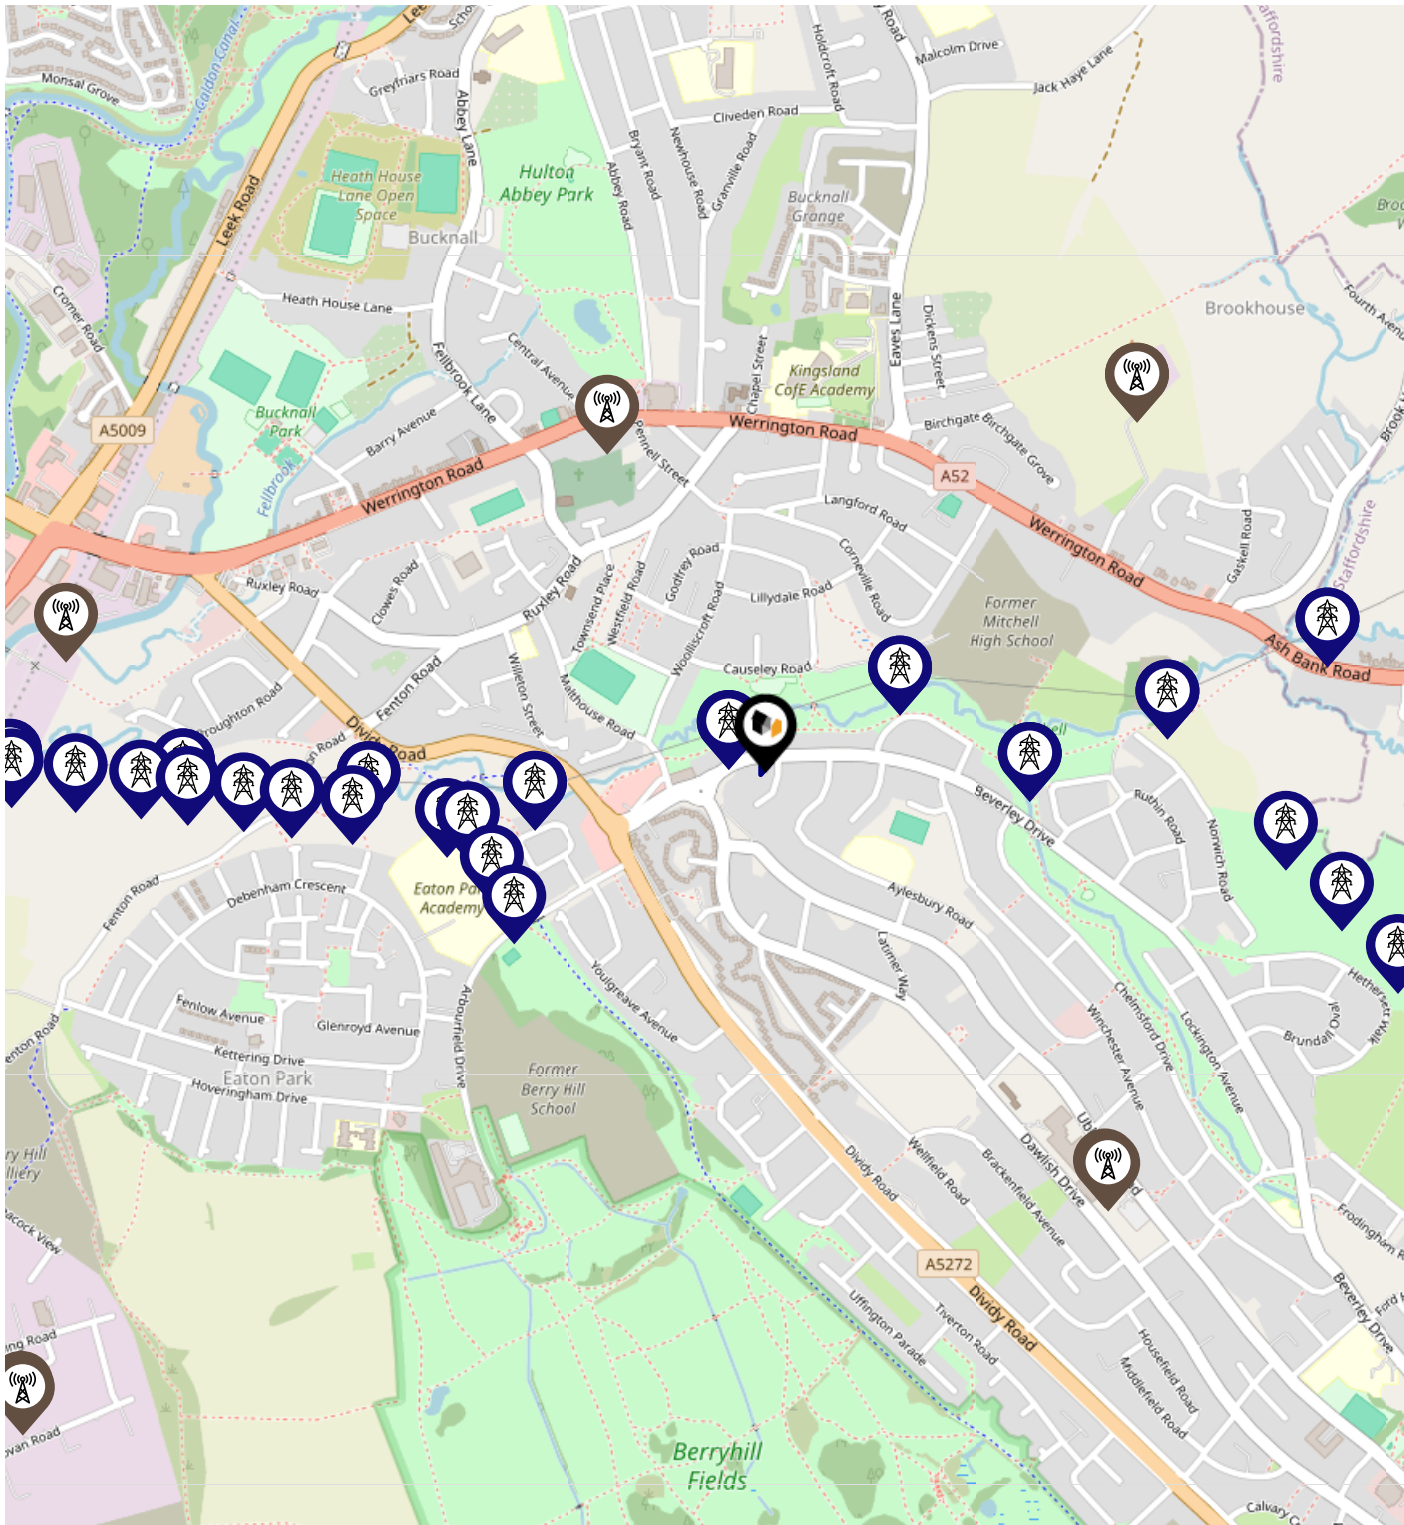 Monsal Grove
Caldon Canal
Greyfriars Road
Abbey Lane
Holdcroft Road
Malcolm Drive
Jack Haye Lane
Staffordshire
Cliveden Road
Bryant Road
Newhouse Road
Granville Road
Abbey Road
Hulton
Abbey Park
Heath House
Lane Open
Space
Bucknall
Leek Road
Bucknall
Grange
Cromer Road
Heath House Lane
Brookhouse
Eaves Lane
Dickens Street
Central Avenue
Fellbrook Lane
Chapel Street
Kingsland
CofE Academy
Bucknall
Park
A5009
Barry Avenue
Werrington Road
Birchgate
Birchgate Grove
Pennell Street
Werrington Road
A52
Fellbrook
Langford Road
Werrington Road
Gaskell Road
Staffordshire
Ruxley Road
Clowes Road
Ruxley Road
Townsend Place
Westfield Road
Godfrey Road
Corneville Road
Lillydale Road
Woolliscroft Road
Former
Mitchell
High School
Ash Bank Road
Causeley Road
Fenton Road
Willeton Street
Malthouse Road
Dividy Road
Beverley Drive
Ruthin Road
Norwich Road
Fenton Road
Debenham Crescent
Academy
Aylesbury Road
Latimer Way
Youlgreave Avenue
Hethersett Walk
Brundall Oval
Fenlow Avenue
Glenroyd Avenue
Arbourfield Drive
Chelmsford Drive
Winchester Avenue
Lockington Avenue
Kettering Drive
Eaton Park
Hoveringham Drive
Former
Berry Hill
School
Dividy Road
Wellfield Road
Brackenfield Avenue
Dawlish Drive
Frodingham R
A5272
Dividy Road
Uffington Parade
Tiverton Road
Housefield Road
Middlefield Road
Beverley Drive
Berryhill
Fields